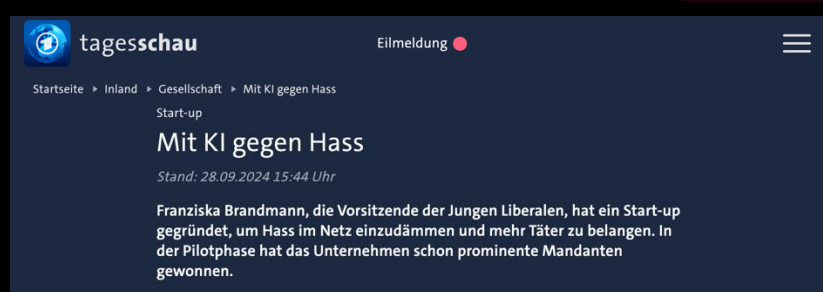 tagesschau
Eilmeldung
Startseite ▸ Inland ▸ Gesellschaft ▸ Mit KI gegen Hass
Start-up
Mit KI gegen Hass
Stand: 28.09.2024 15:44 Uhr
Franziska Brandmann, die Vorsitzende der Jungen Liberalen, hat ein Start-up
gegründet, um Hass im Netz einzudämmen und mehr Täter zu belangen. In
der Pilotphase hat das Unternehmen schon prominente Mandanten
gewonnen.